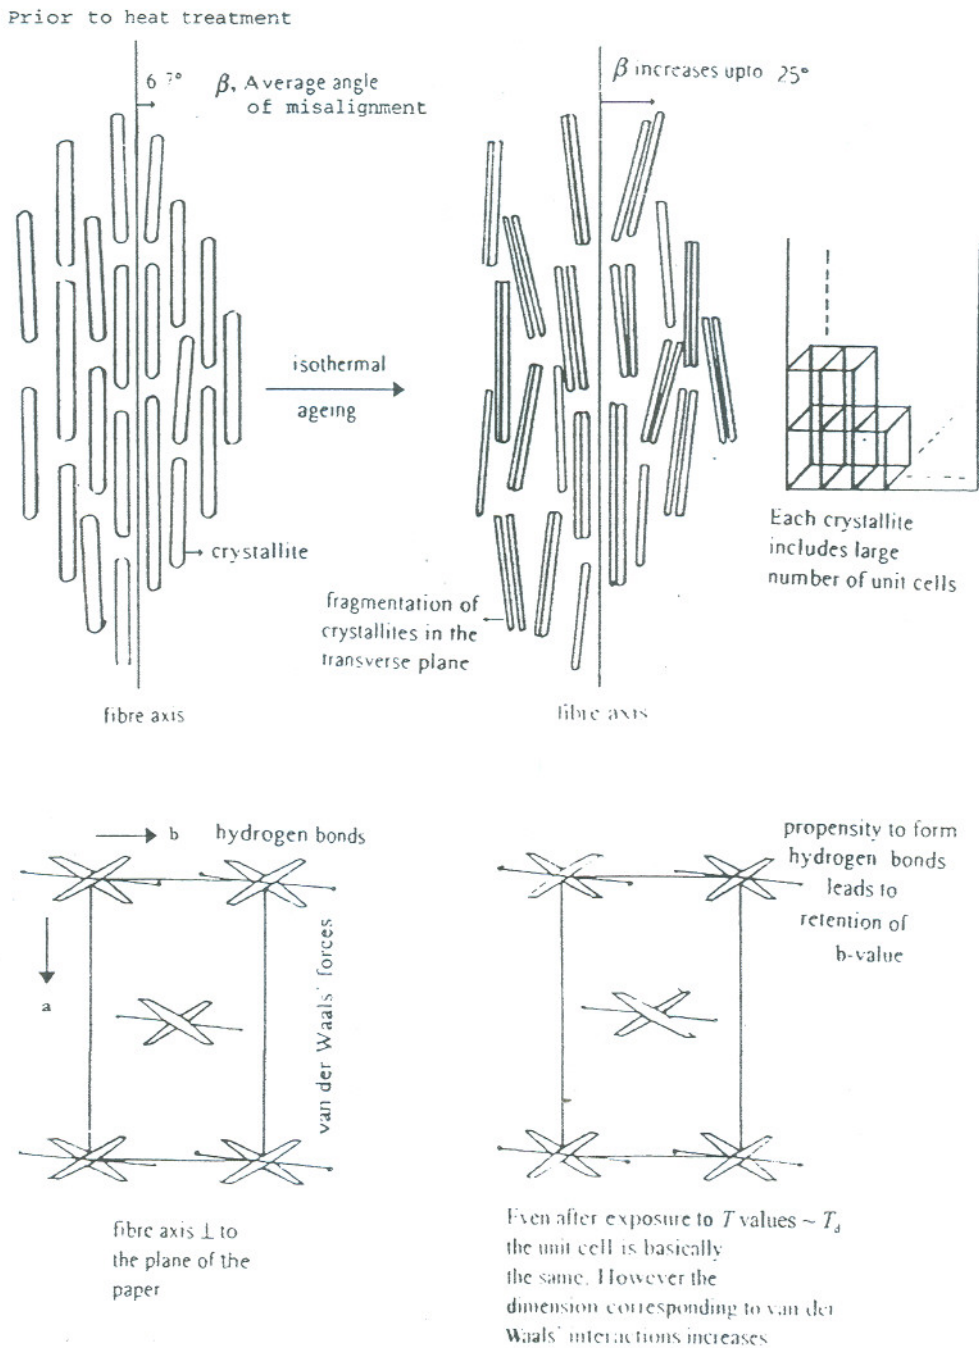 Prior to heat treatment
6 7° β, Average angle
of misalignment
β increases upto 25°
isothermal
ageing
crystallite
fragmentation of
crystallites in the
transverse plane
Each crystallite
includes large
number of unit cells
fibre axis
fibre axis
b hydrogen bonds
a
van der Waals' forces
propensity to form
hydrogen bonds
leads to
retention of
b-value
fibre axis ⊥ to
the plane of the
paper
Even after exposure to T values ~ T_d
the unit cell is basically
the same. However the
dimension corresponding to van der
Waals' interactions increases